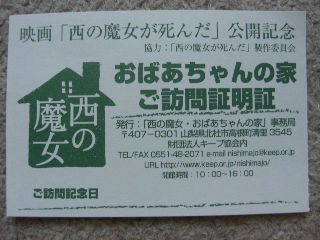 映画「西の魔女が死んだ」公開記念
協力:「西の魔女が死んだ」製作委員会
西の魔女
おばあちゃんの家
ご訪問証明証
発行:「西の魔女・おばあちゃんの家」事務局
〒407-0301 山梨県北杜市高根町清里 3545
財団法人キープ協会内
TEL/FAX 0551-48-2071 e-mail nishimajo@keep.or.jp
URL http://www.keep.or.jp/nishimajo/
開館時間:10:00~16:00
ご訪問記念日